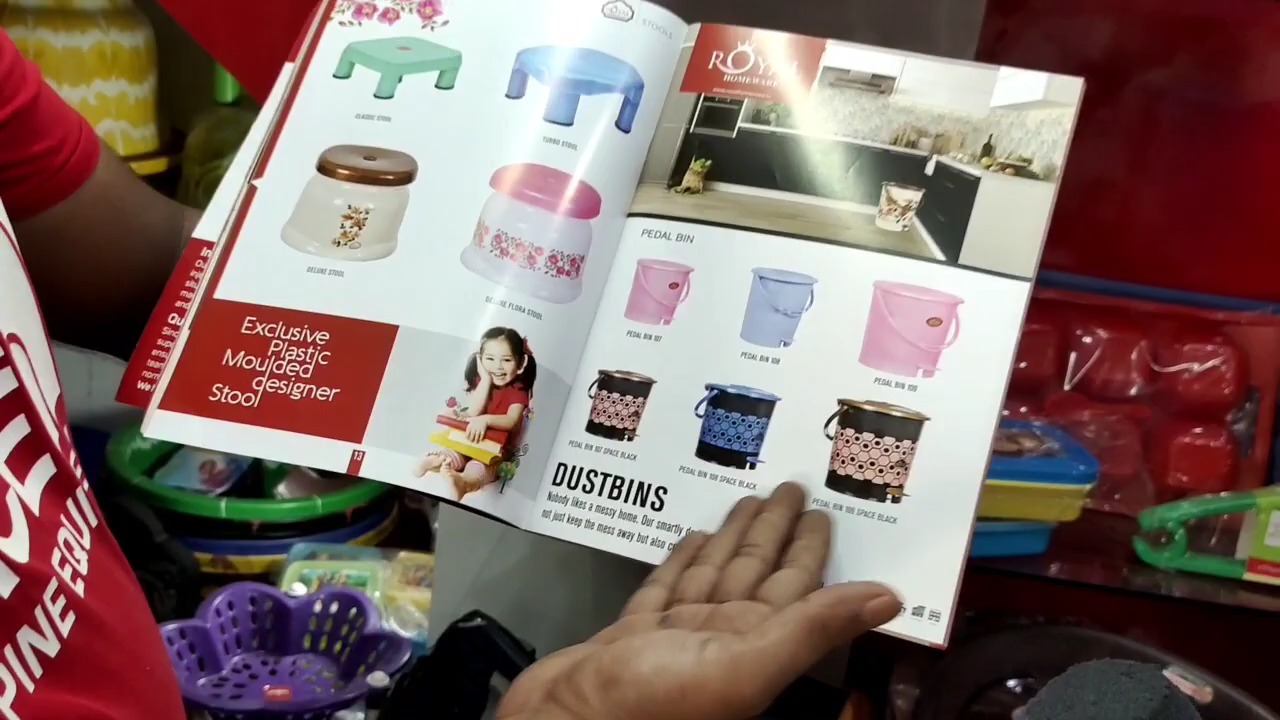 STOOLS
CLASSIC STOOL
TURBO STOOL
DELUXE STOOL
DELUXE FLORA STOOL
Exclusive
Plastic
Moulded
designer
Stool
13
ROYAL
HOMEWARE
PEDAL BIN
PEDAL BIN 107
PEDAL BIN 108
PEDAL BIN 109
PEDAL BIN 107 SPACE BLACK
PEDAL BIN 108 SPACE BLACK
PEDAL BIN SPACE BLACK
DUSTBINS
Nobody likes a messy home. Our smartly
not just keep the mess away but also
PINE EQUI